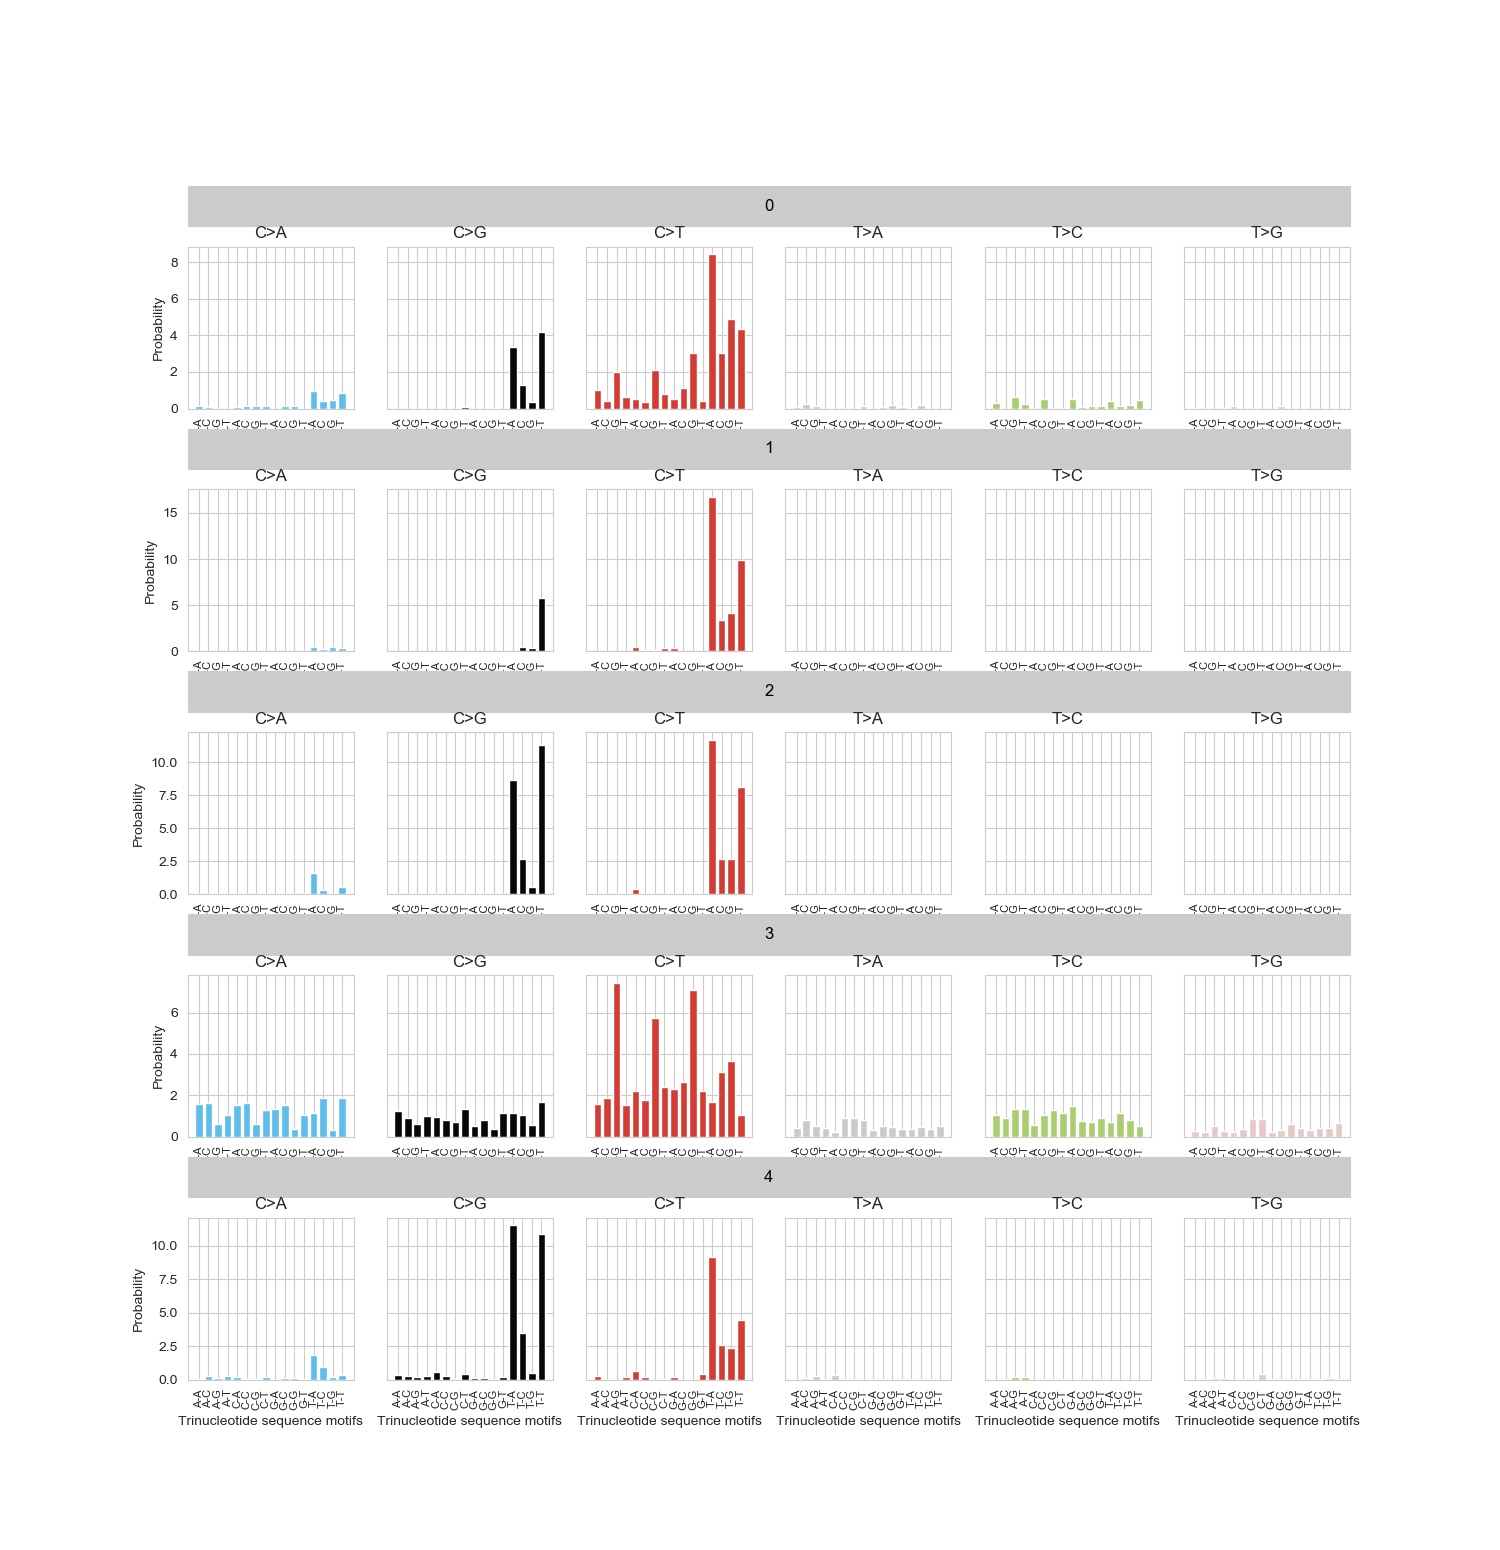 0
C>A C>G C>T T>A T>C T>G
Probability
8
6
4
2
0
1
C>A C>G C>T T>A T>C T>G
Probability
15
10
5
0
2
C>A C>G C>T T>A T>C T>G
Probability
10.0
7.5
5.0
2.5
0.0
3
C>A C>G C>T T>A T>C T>G
Probability
6
4
2
0
4
C>A C>G C>T T>A T>C T>G
Probability
10.0
7.5
5.0
2.5
0.0
A-A A-C A-G A-T C-A C-C C-G C-T G-A G-C G-G G-T T-A T-C T-G T-T
A-A A-C A-G A-T C-A C-C C-G C-T G-A G-C G-G G-T T-A T-C T-G T-T
A-A A-C A-G A-T C-A C-C C-G C-T G-A G-C G-G G-T T-A T-C T-G T-T
A-A A-C A-G A-T C-A C-C C-G C-T G-A G-C G-G G-T T-A T-C T-G T-T
A-A A-C A-G A-T C-A C-C C-G C-T G-A G-C G-G G-T T-A T-C T-G T-T
A-A A-C A-G A-T C-A C-C C-G C-T G-A G-C G-G G-T T-A T-C T-G T-T
Trinucleotide sequence motifs Trinucleotide sequence motifs Trinucleotide sequence motifs Trinucleotide sequence motifs Trinucleotide sequence motifs Trinucleotide sequence motifs